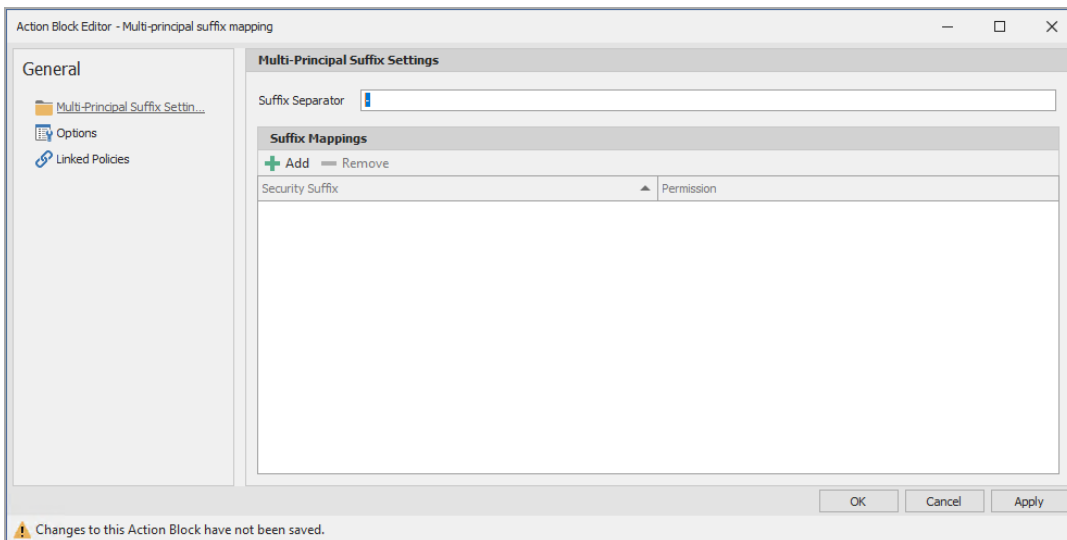 Action Block Editor - Multi-principal suffix mapping
General
Multi-Principal Suffix Settin...
Options
Linked Policies
Multi-Principal Suffix Settings
Suffix Separator -
Suffix Mappings
Add Remove
Security Suffix Permission
OK Cancel Apply
Changes to this Action Block have not been saved.